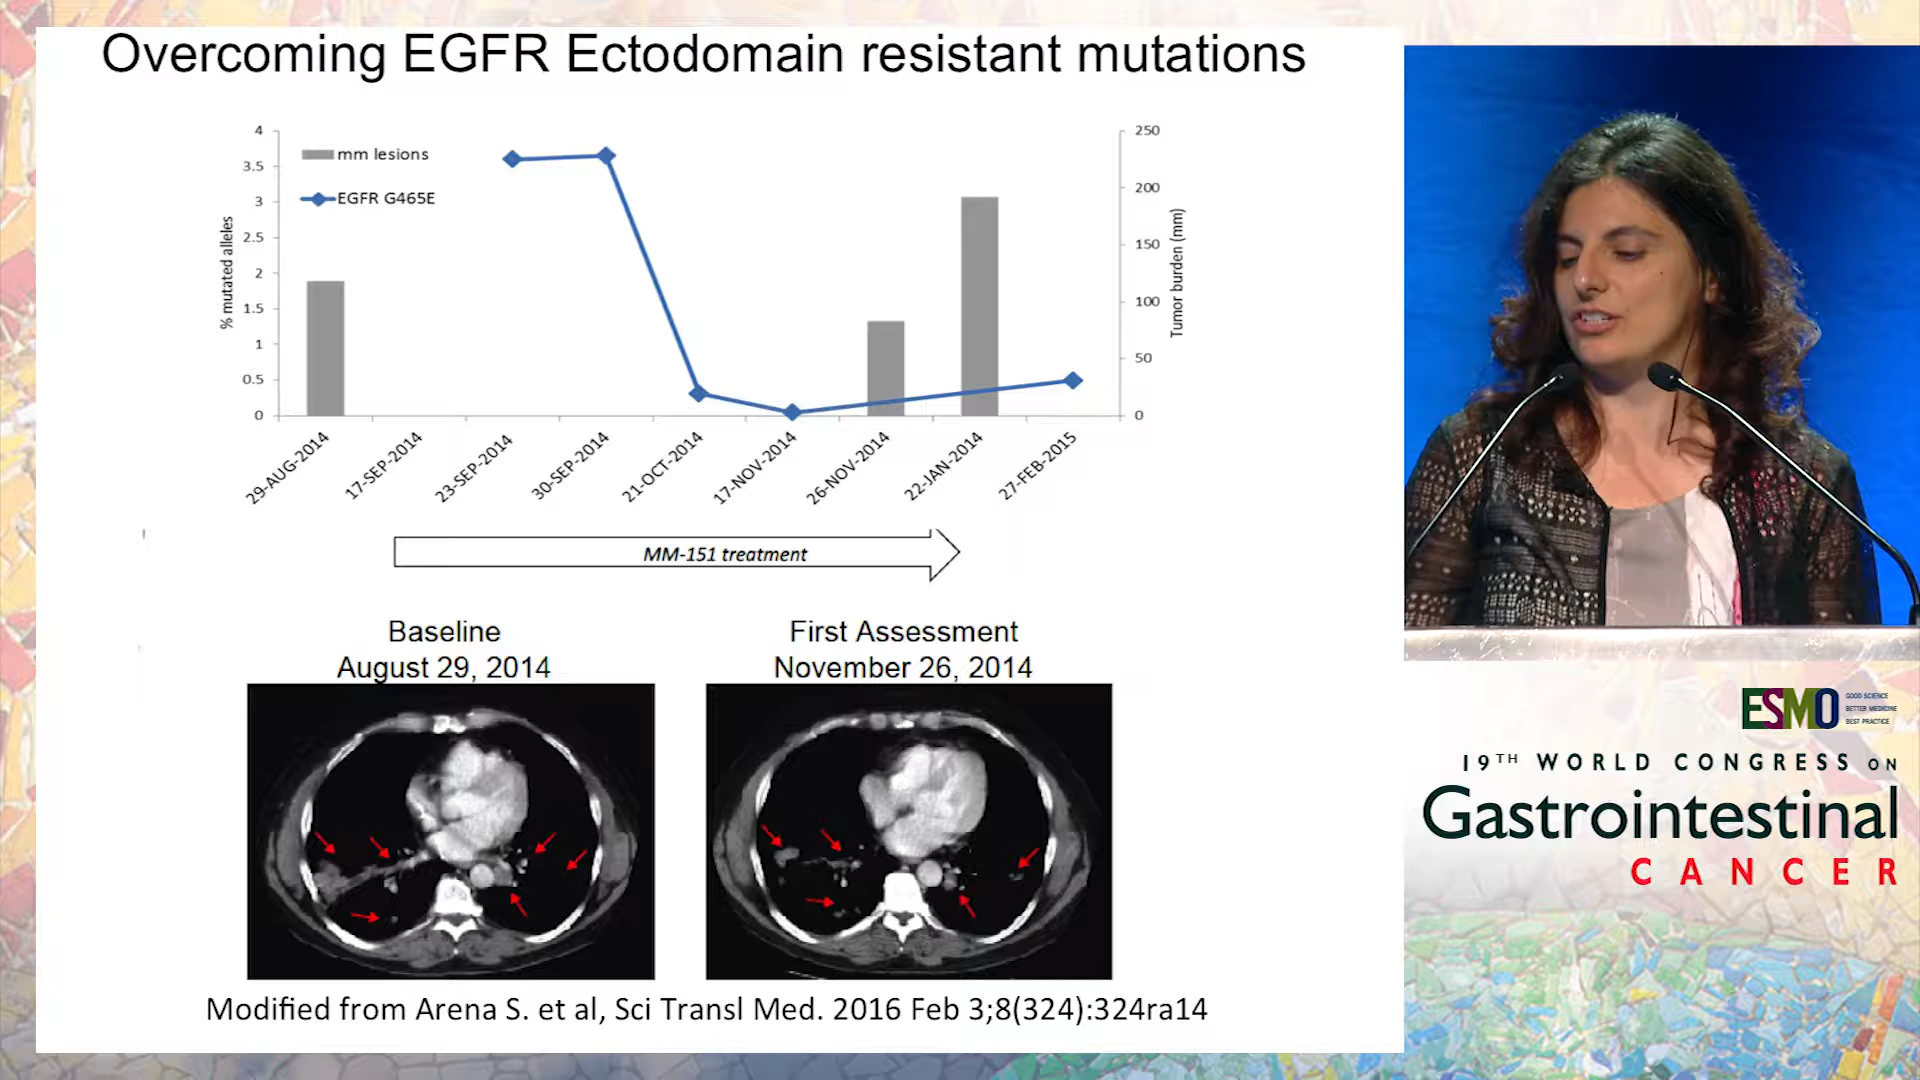 Overcoming EGFR Ectodomain resistant mutations
mm lesions
EGFR G465E
% mutated alleles
4
3.5
3
2.5
2
1.5
1
0.5
0
250
200
150
100
50
0
Tumor burden (mm)
29-AUG-2014
17-SEP-2014
23-SEP-2014
30-SEP-2014
21-OCT-2014
17-NOV-2014
26-NOV-2014
22-JAN-2014
27-FEB-2015
MM-151 treatment
Baseline
August 29, 2014
First Assessment
November 26, 2014
Modified from Arena S. et al, Sci Transl Med. 2016 Feb 3;8(324):324ra14
ESMO
GOOD SCIENCE
BETTER MEDICINE
BEST PRACTICE
19TH WORLD CONGRESS ON
Gastrointestinal
CANCER